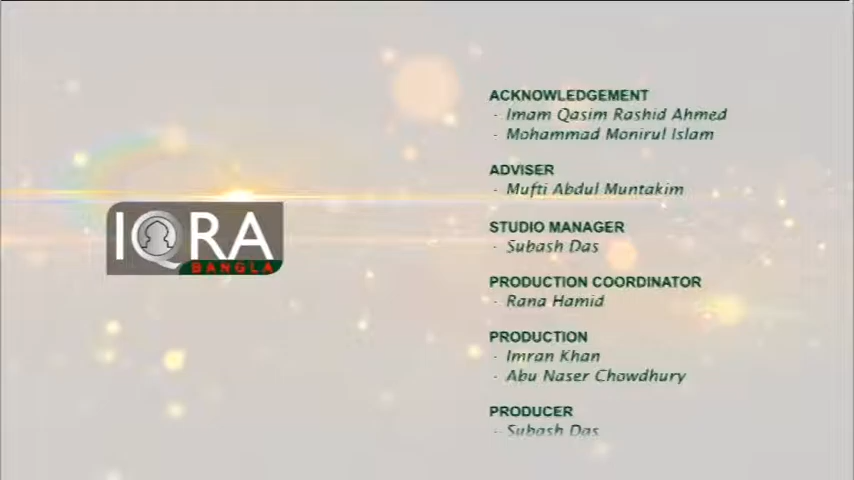 IQRA
BANGLA
ACKNOWLEDGEMENT
- Imam Qasim Rashid Ahmed
- Mohammad Monirul Islam
ADVISER
- Mufti Abdul Muntakim
STUDIO MANAGER
- Subash Das
PRODUCTION COORDINATOR
- Rana Hamid
PRODUCTION
- Imran Khan
- Abu Naser Chowdhury
PRODUCER
- Subash Das